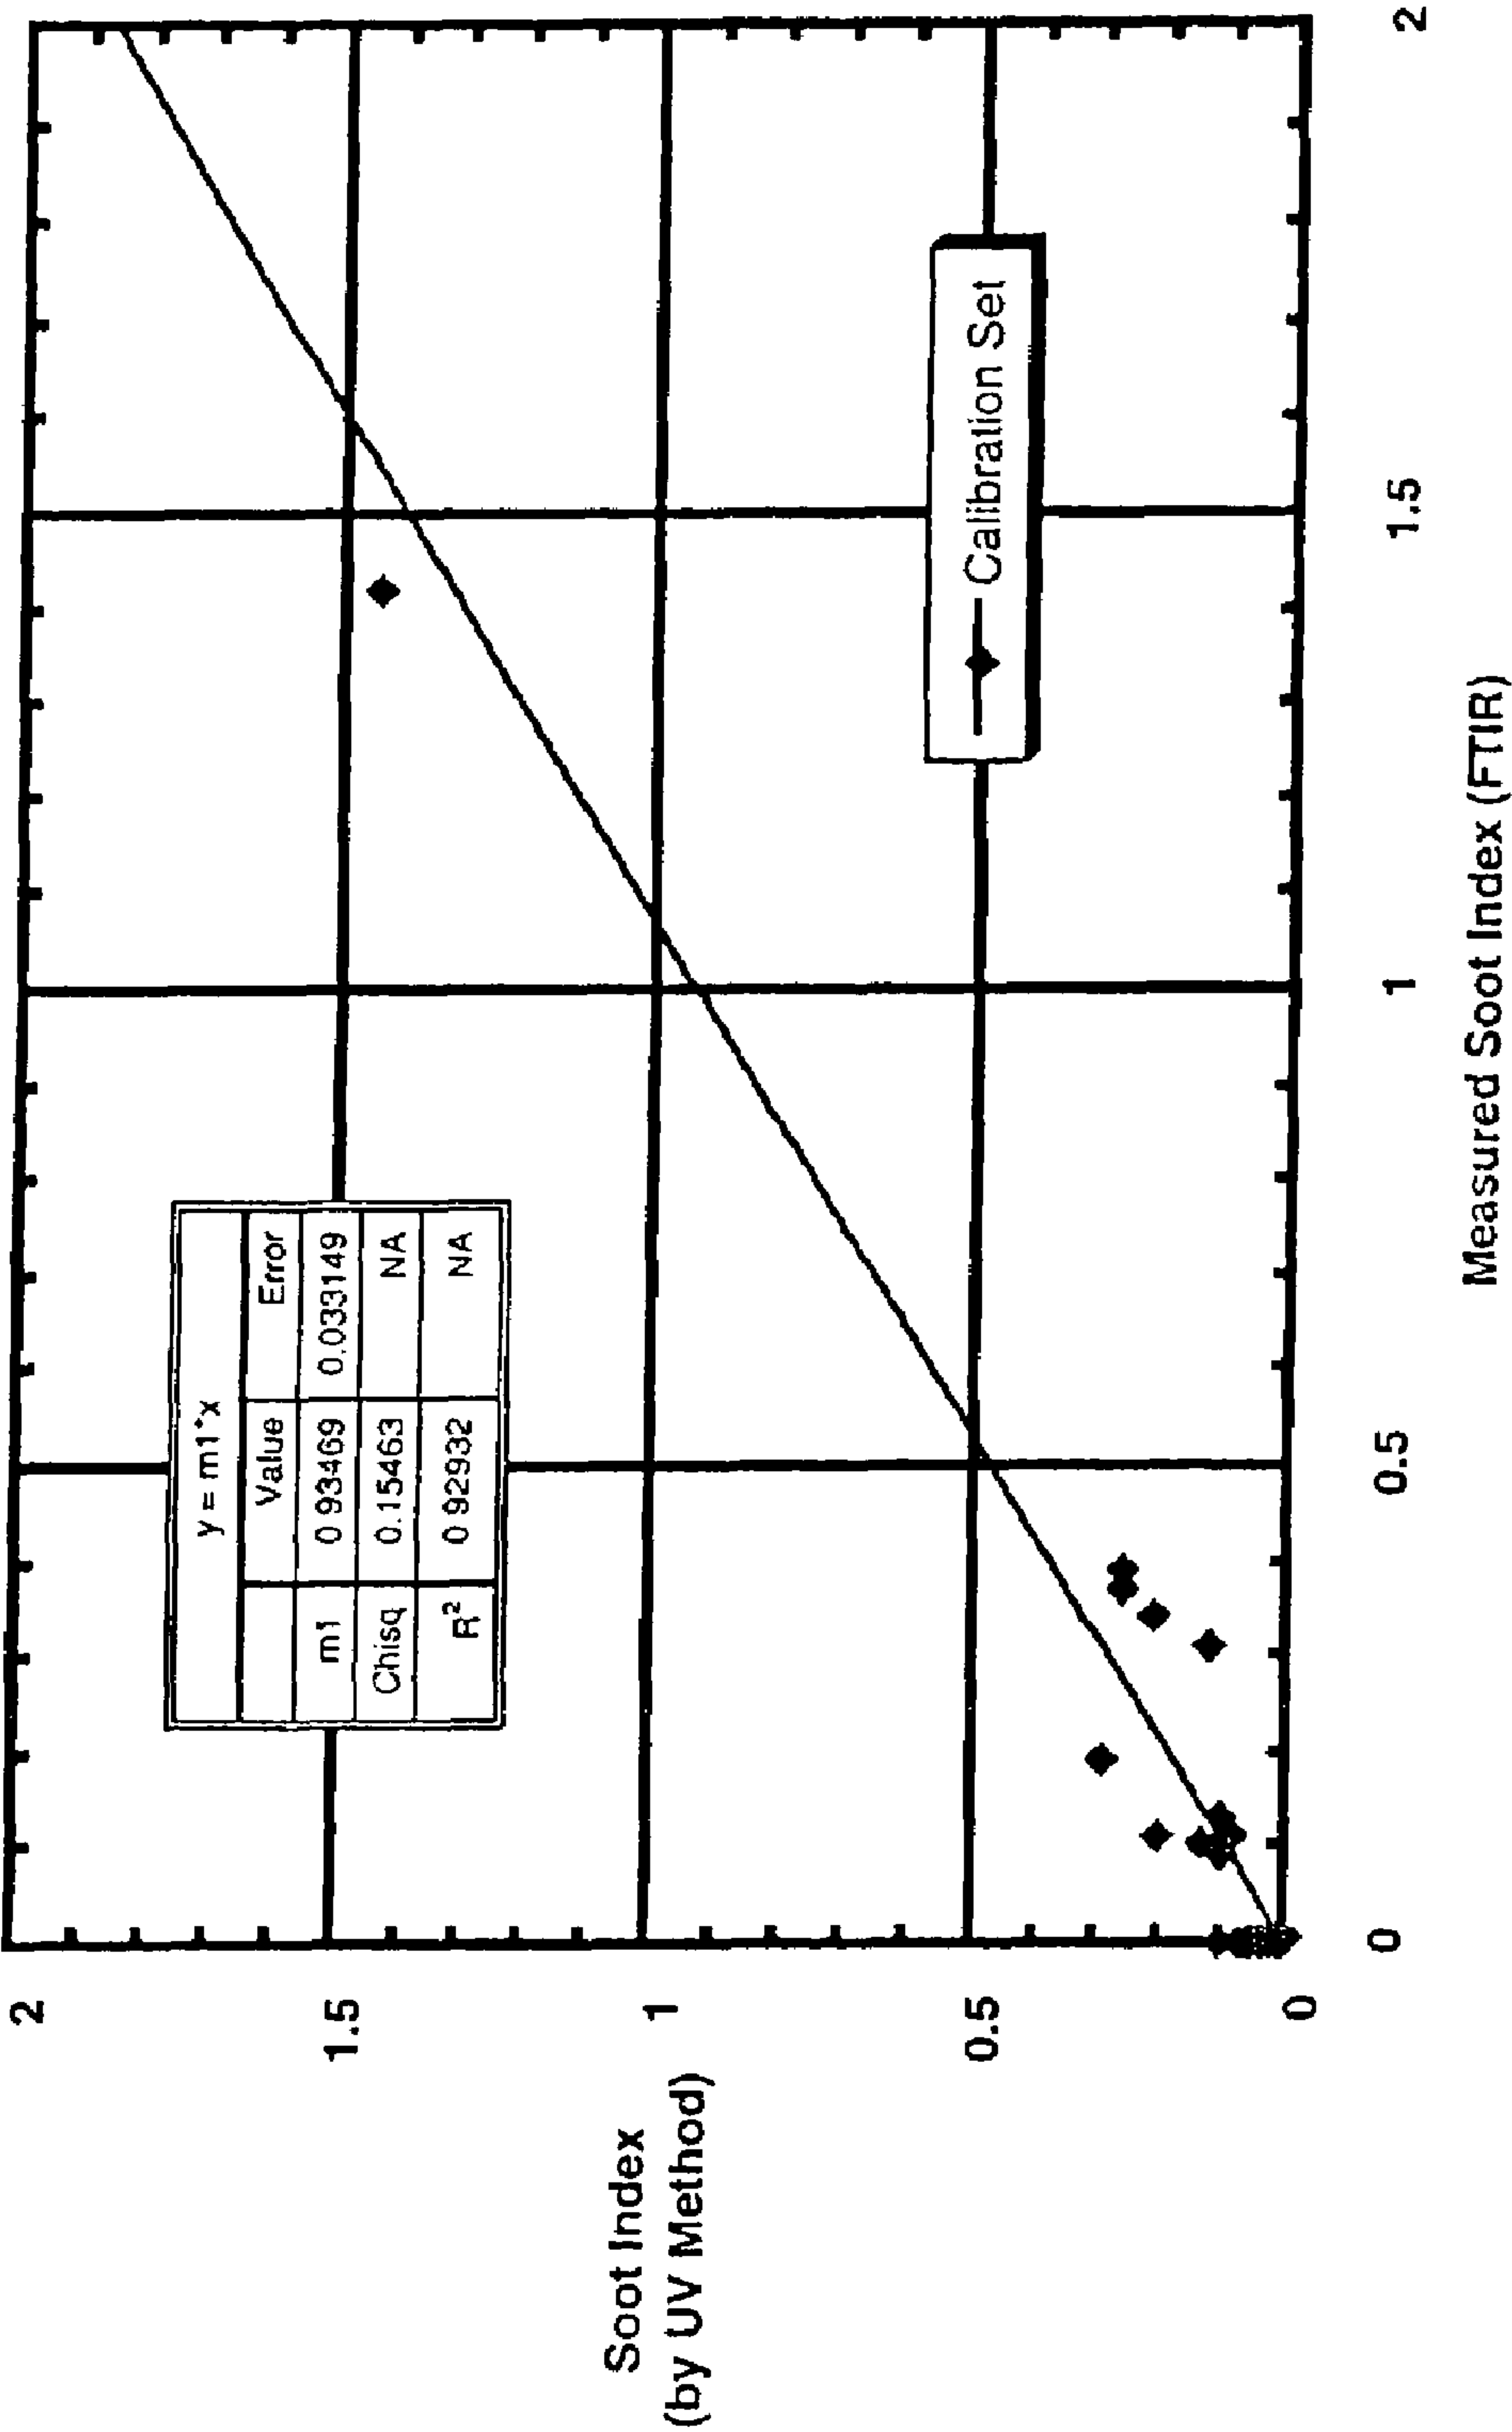 Soot Index
(by UV Method)
2
1.5
1
0.5
0
y = m1*x
Value Error
m1 0.93469 0.033149
Chisq 0.15463 NA
R² 0.92932 NA
Calibration Set
0 0.5 1 1.5 2
Measured Soot Index (FTIR)